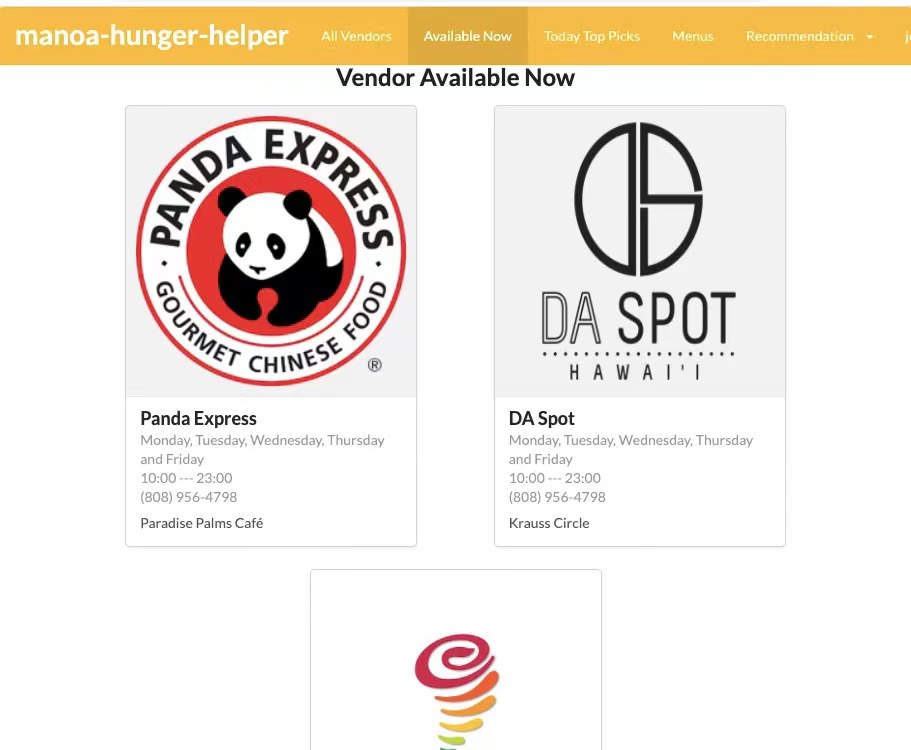 manoa-hunger-helper
All Vendors
Available Now
Today Top Picks
Menus
Recommendation
Vendor Available Now
PANDA EXPRESS
GOURMET CHINESE FOOD
®
DA SPOT
HAWAI'I
Panda Express
Monday, Tuesday, Wednesday, Thursday
and Friday
10:00 --- 23:00
(808) 956-4798
Paradise Palms Café
DA Spot
Monday, Tuesday, Wednesday, Thursday
and Friday
10:00 --- 23:00
(808) 956-4798
Krauss Circle